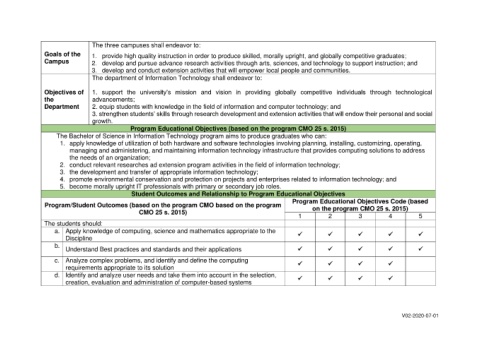 The three campuses shall endeavor to:
Goals of the Campus
1. provide high quality instruction in order to produce skilled, morally upright, and globally competitive graduates;
2. develop and pursue advance research activities through arts, sciences, and technology to support instruction; and
3. develop and conduct extension activities that will empower local people and communities.
The department of Information Technology shall endeavor to:
Objectives of the Department
1. support the university's mission and vision in providing globally competitive individuals through technological
advancements;
2. equip students with knowledge in the field of information and computer technology; and
3. strengthen students' skills through research development and extension activities that will endow their personal and social
growth.
Program Educational Objectives (based on the program CMO 25 s. 2015)
The Bachelor of Science in Information Technology program aims to produce graduates who can:
1. apply knowledge of utilization of both hardware and software technologies involving planning, installing, customizing, operating,
managing and administering, and maintaining information technology infrastructure that provides computing solutions to address
the needs of an organization;
2. conduct relevant researches ad extension program activities in the field of information technology;
3. the development and transfer of appropriate information technology;
4. promote environmental conservation and protection on projects and enterprises related to information technology; and
5. become morally upright IT professionals with primary or secondary job roles.
Student Outcomes and Relationship to Program Educational Objectives
Program/Student Outcomes (based on the program CMO based on the program
CMO 25 s. 2015)
Program Educational Objectives Code (based
on the program CMO 25 s. 2015)
1 2 3 4 5
The students should:
a. Apply knowledge of computing, science and mathematics appropriate to the
Discipline
✓ ✓ ✓ ✓ ✓
b. Understand Best practices and standards and their applications
✓ ✓ ✓ ✓ ✓
c. Analyze complex problems, and identify and define the computing
requirements appropriate to its solution
✓ ✓ ✓ ✓
d. Identify and analyze user needs and take them into account in the selection,
creation, evaluation and administration of computer-based systems
✓ ✓ ✓ ✓
V02-2020-07-01